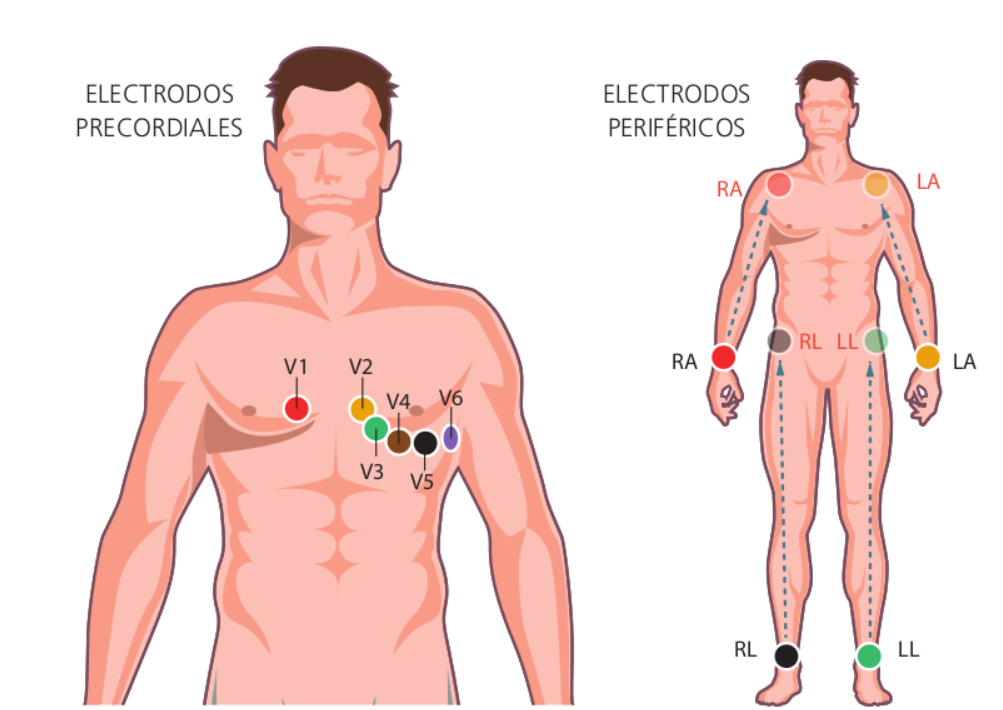 ELECTRODOS
PRECORDIALES
V1
V2
V4
V6
V3
V5
ELECTRODOS
PERIFÉRICOS
RA
LA
RL
LL
RA
LA
RL
LL